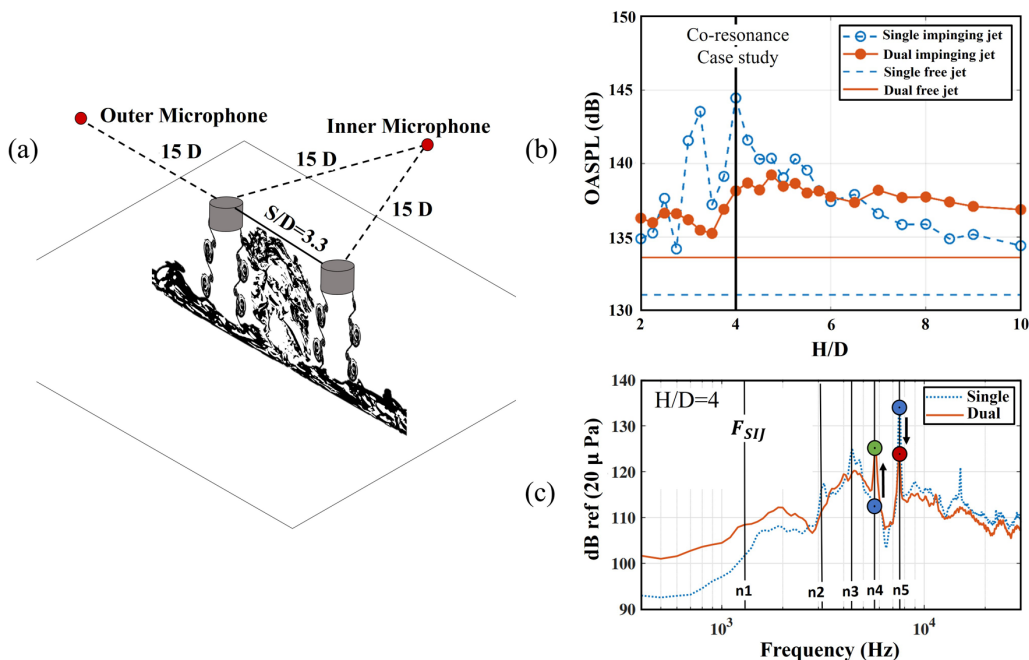 (a)
Outer Microphone
Inner Microphone
15 D
15 D
15 D
S/D=3.3
(b)
150
145
140
135
130
OASPL (dB)
Co-resonance
Case study
Single impinging jet
Dual impinging jet
Single free jet
Dual free jet
2
4
6
8
10
H/D
(c)
140
130
120
110
100
90
dB ref (20 μ Pa)
H/D=4
F_SIJ
Single
Dual
n1
n2
n3
n4
n5
10³
10⁴
Frequency (Hz)